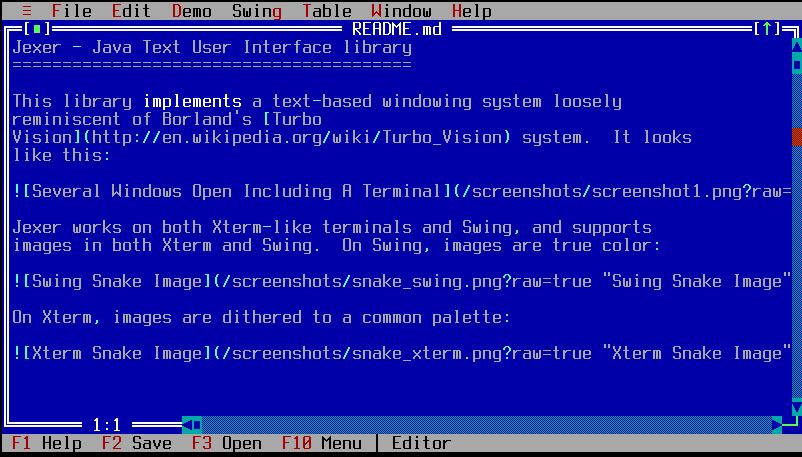 ≡ File Edit Demo Swing Table Window Help
[■] README.md [↑]
Jexer - Java Text User Interface library
========================================
This library implements a text-based windowing system loosely
reminiscent of Borland's [Turbo
Vision](http://en.wikipedia.org/wiki/Turbo_Vision) system.  It looks
like this:
![Several Windows Open Including A Terminal](/screenshots/screenshot1.png?raw=
Jexer works on both Xterm-like terminals and Swing, and supports
images in both Xterm and Swing.  On Swing, images are true color:
![Swing Snake Image](/screenshots/snake_swing.png?raw=true "Swing Snake Image"
On Xterm, images are dithered to a common palette:
![Xterm Snake Image](/screenshots/snake_xterm.png?raw=true "Xterm Snake Image"
1:1
F1 Help F2 Save F3 Open F10 Menu | Editor